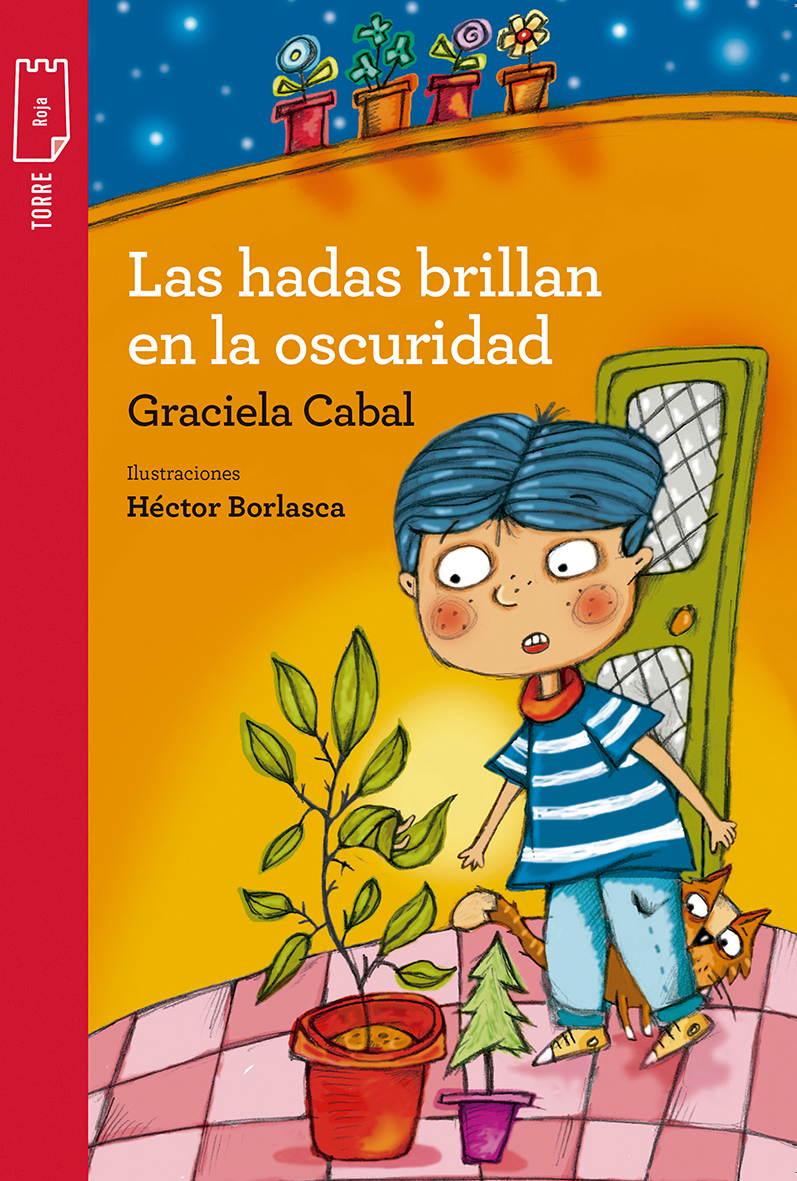 Roja
TORRE
Las hadas brillan
en la oscuridad
Graciela Cabal
Ilustraciones
Héctor Borlasca